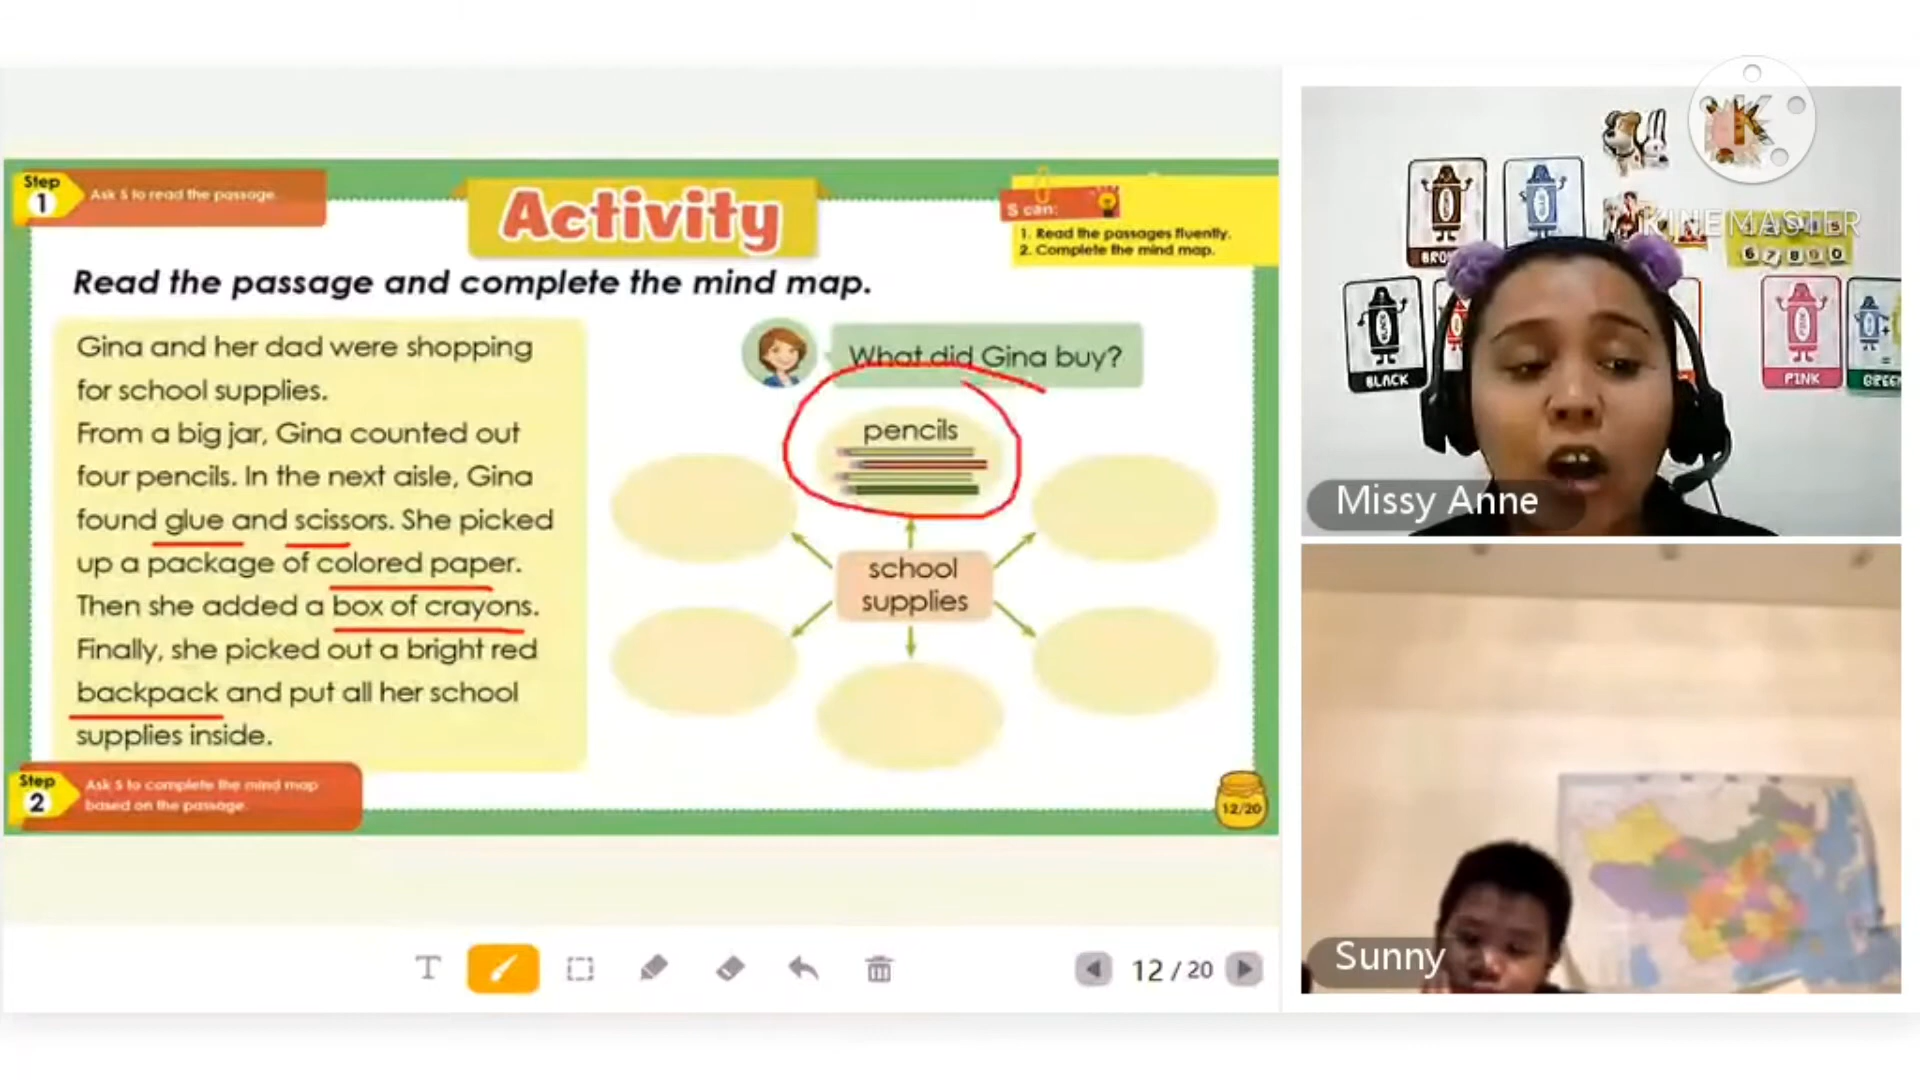 Step
1
Ask S to read the passage.
Activity
S can:
1. Read the passages fluently.
2. Complete the mind map.
Read the passage and complete the mind map.
Gina and her dad were shopping
for school supplies.
From a big jar, Gina counted out
four pencils. In the next aisle, Gina
found glue and scissors. She picked
up a package of colored paper.
Then she added a box of crayons.
Finally, she picked out a bright red
backpack and put all her school
supplies inside.
What did Gina buy?
pencils
school
supplies
Step
2
Ask S to complete the mind map
based on the passage.
12/20
T
12 / 20
K
KINEMASTER
6 7 8 9 0
BLACK
PINK
Missy Anne
Sunny